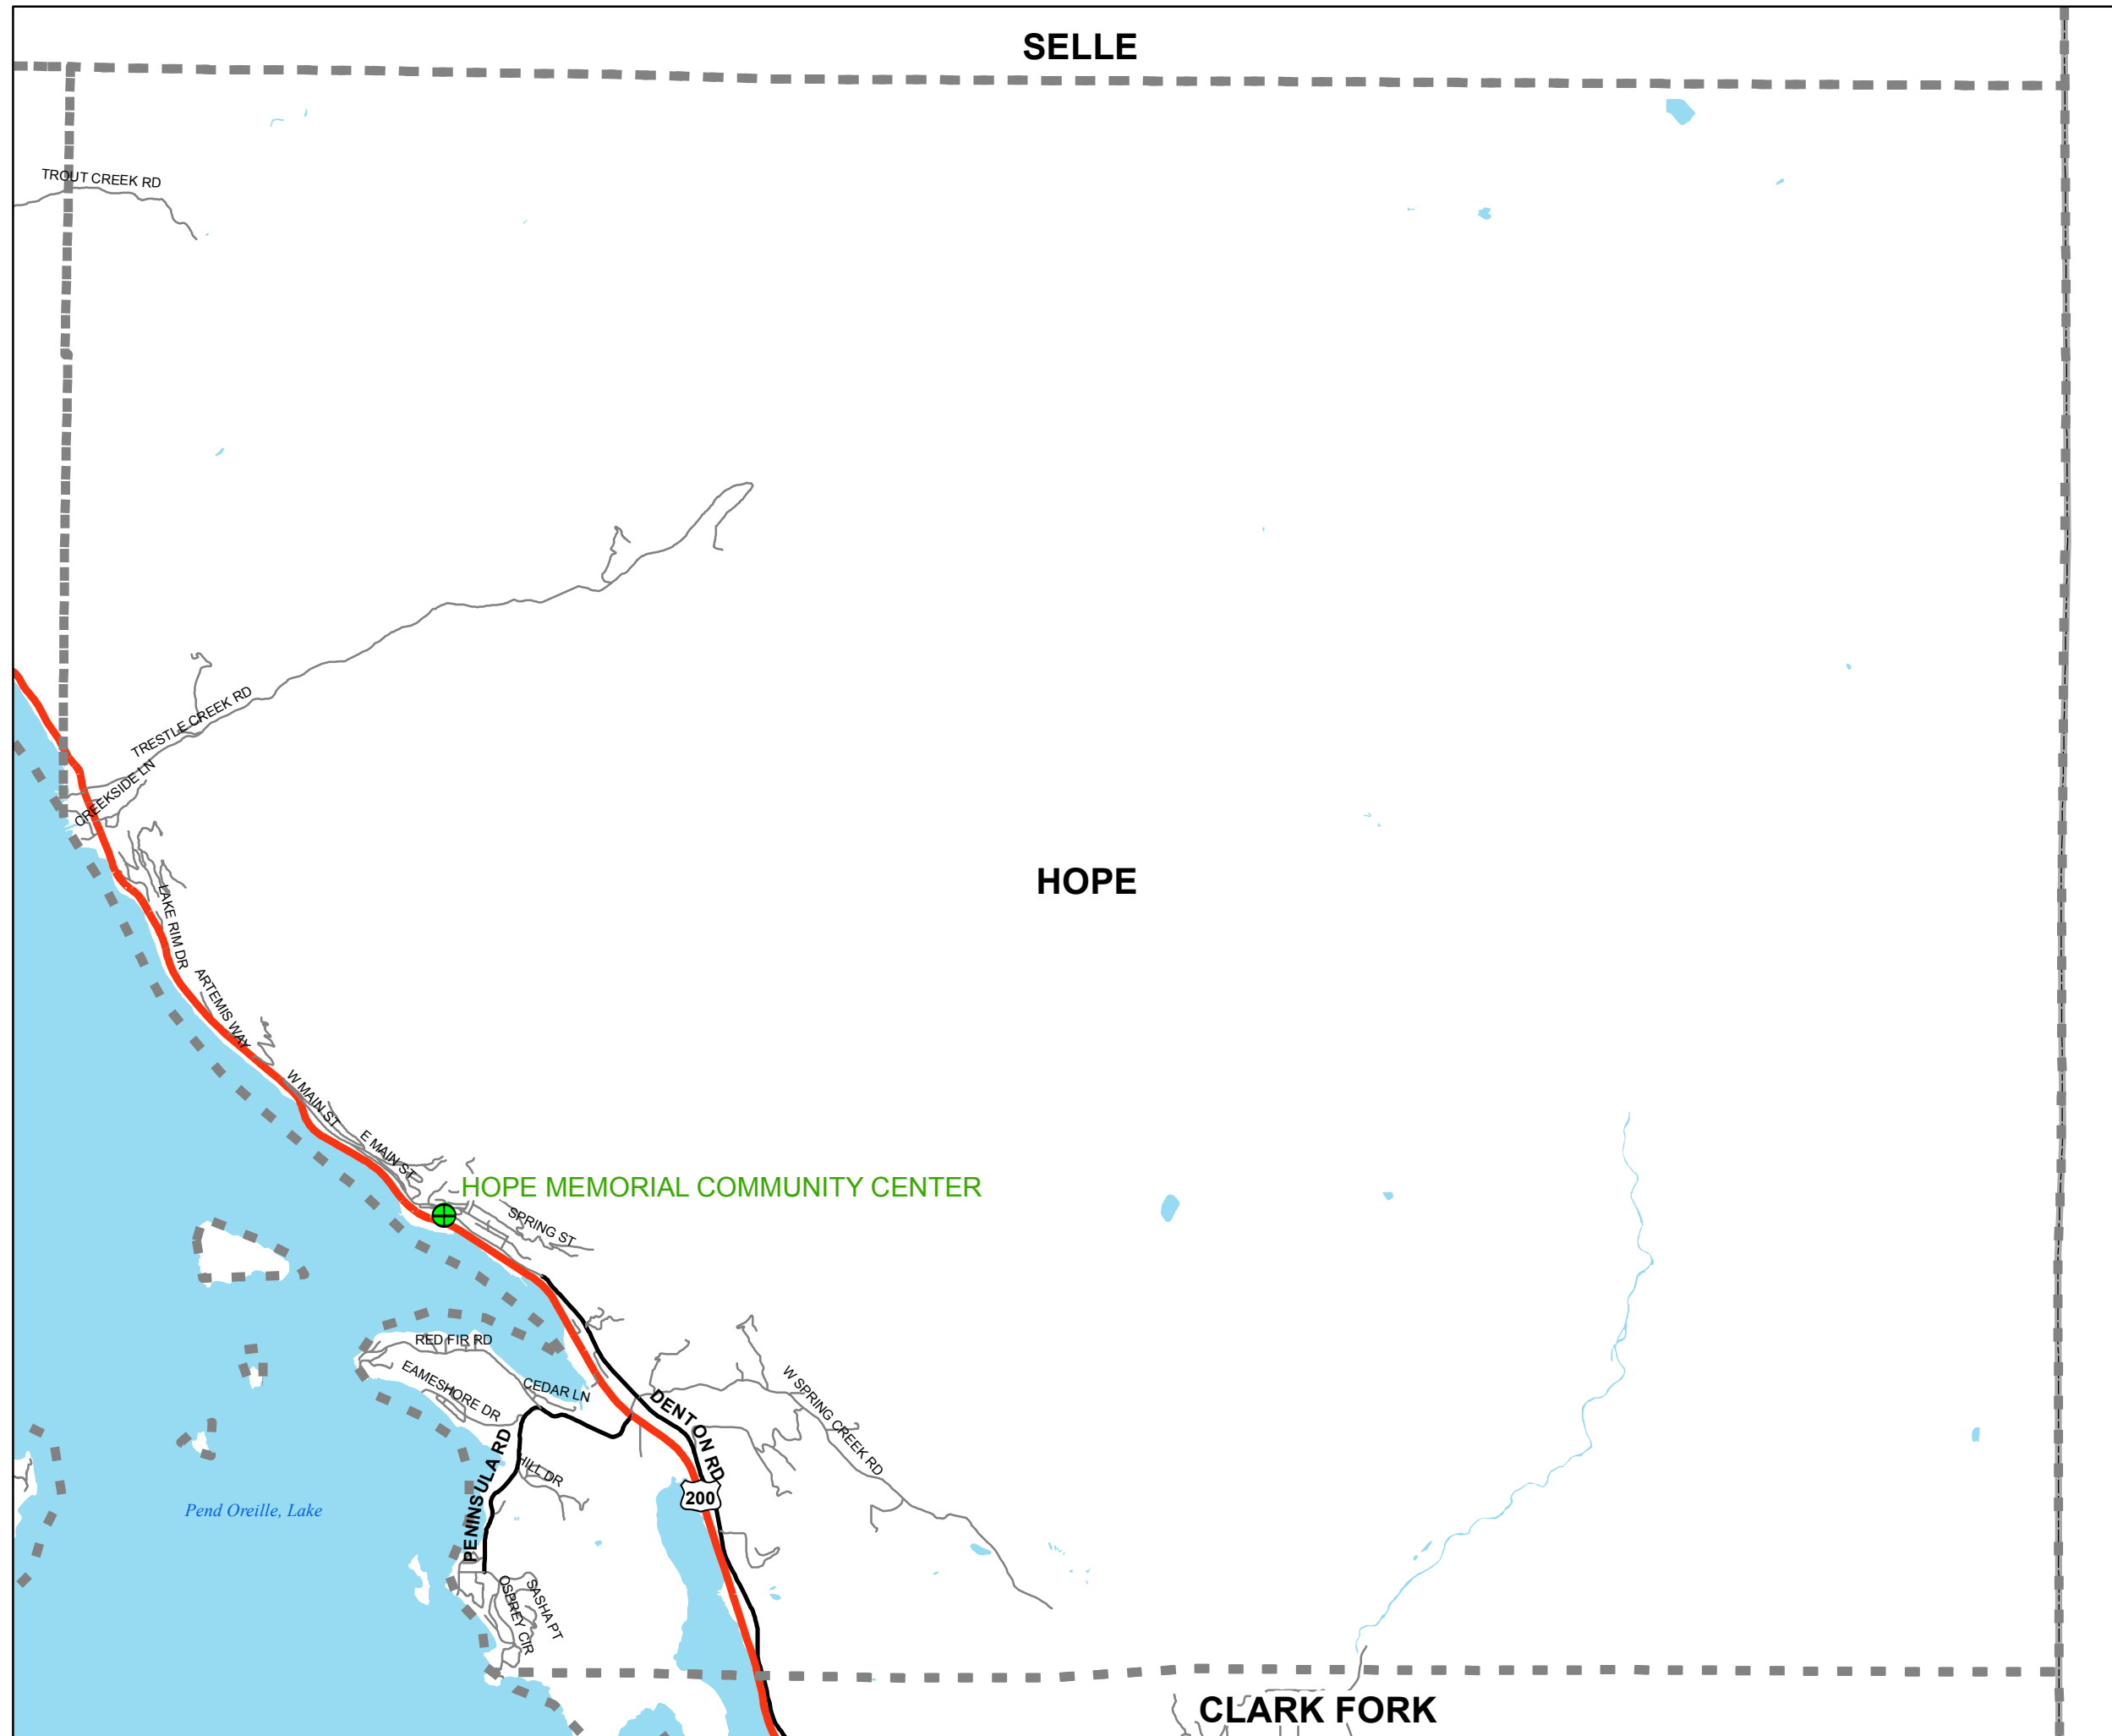 SELLE
TROUT CREEK RD
TRESTLE CREEK RD
CREEKSIDE LN
HOPE
LAKE RIM DR
ARTEMIS WAY
W MAIN ST
E MAIN ST
HOPE MEMORIAL COMMUNITY CENTER
SPRING ST
RED FIR RD
EAMESHORE DR
CEDAR LN
W SPRING CREEK RD
DENTON RD
PENINSULA RD
HILL DR
200
Pend Oreille, Lake
OSPREY CIR
SASHA PT
CLARK FORK